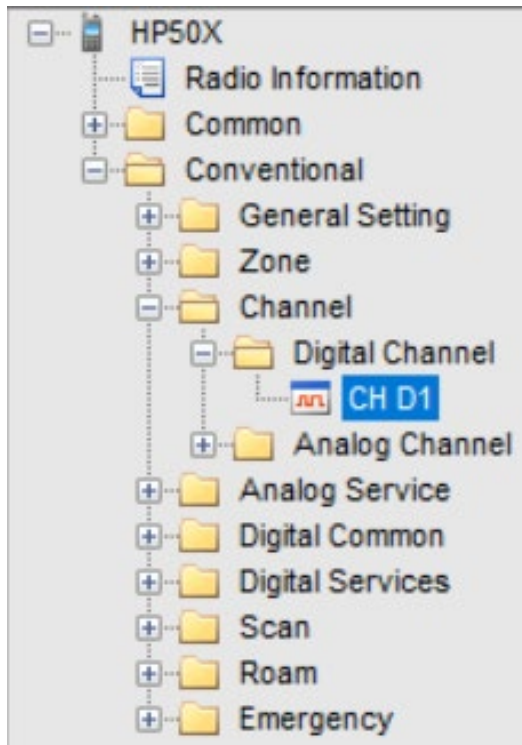 HP50X
Radio Information
Common
Conventional
General Setting
Zone
Channel
Digital Channel
CH D1
Analog Channel
Analog Service
Digital Common
Digital Services
Scan
Roam
Emergency